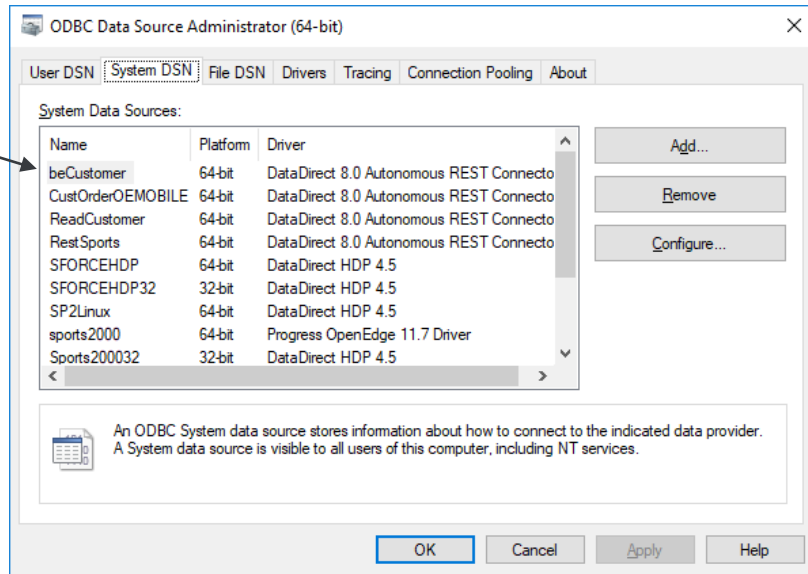 ODBC Data Source Administrator (64-bit)
User DSN System DSN File DSN Drivers Tracing Connection Pooling About
System Data Sources:
Name Platform Driver
beCustomer 64-bit DataDirect 8.0 Autonomous REST Connecto
CustOrderOEMOBILE 64-bit DataDirect 8.0 Autonomous REST Connecto
ReadCustomer 64-bit DataDirect 8.0 Autonomous REST Connecto
RestSports 64-bit DataDirect 8.0 Autonomous REST Connecto
SFORCEHDP 64-bit DataDirect HDP 4.5
SFORCEHDP32 32-bit DataDirect HDP 4.5
SP2Linux 64-bit DataDirect HDP 4.5
sports2000 64-bit Progress OpenEdge 11.7 Driver
Sports200032 32-bit DataDirect HDP 4.5
Add...
Remove
Configure...
An ODBC System data source stores information about how to connect to the indicated data provider.
A System data source is visible to all users of this computer, including NT services.
OK Cancel Apply Help